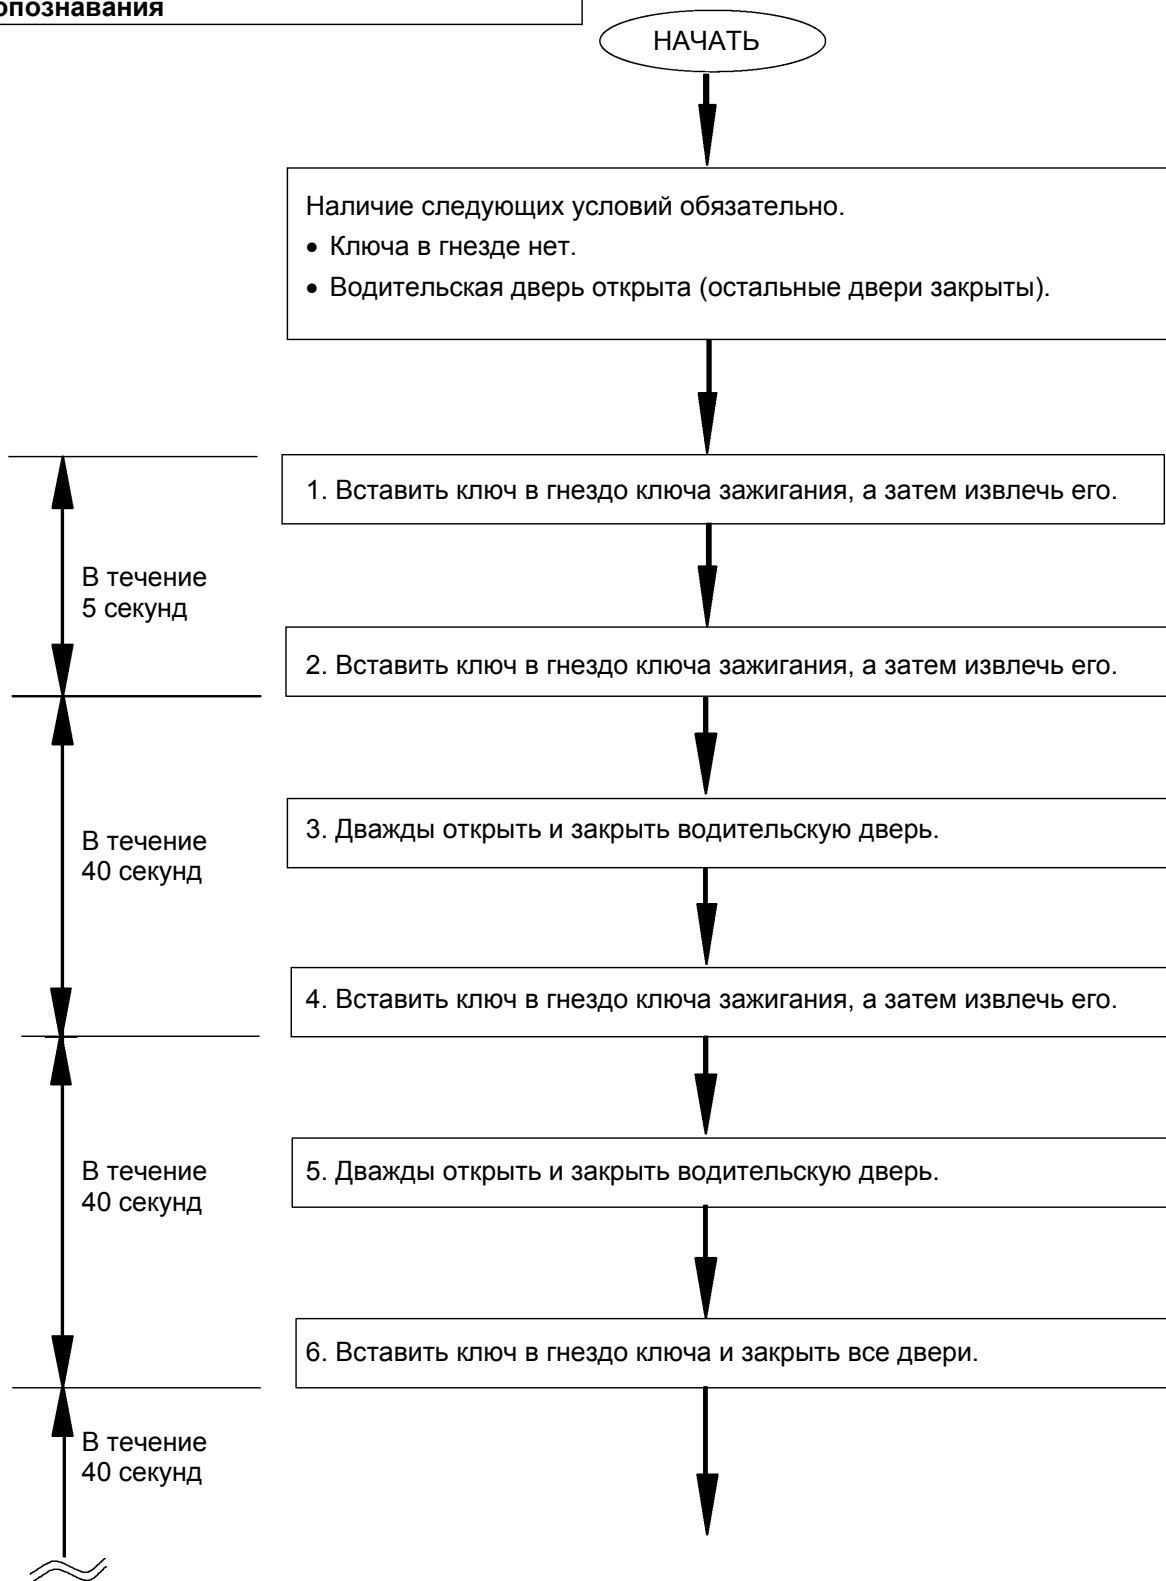 опознавания
НАЧАТЬ
Наличие следующих условий обязательно.
• Ключа в гнезде нет.
• Водительская дверь открыта (остальные двери закрыты).
1. Вставить ключ в гнездо ключа зажигания, а затем извлечь его.
В течение
5 секунд
2. Вставить ключ в гнездо ключа зажигания, а затем извлечь его.
3. Дважды открыть и закрыть водительскую дверь.
В течение
40 секунд
4. Вставить ключ в гнездо ключа зажигания, а затем извлечь его.
5. Дважды открыть и закрыть водительскую дверь.
В течение
40 секунд
6. Вставить ключ в гнездо ключа и закрыть все двери.
В течение
40 секунд